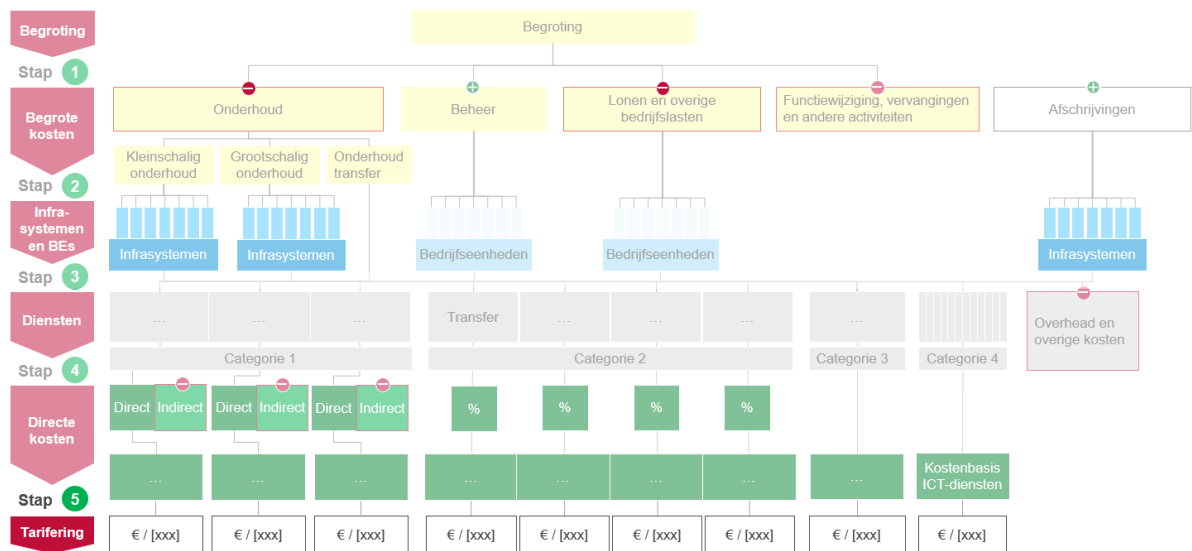 Begroting
Begroting
Stap 1
Begrote
kosten
Onderhoud
Beheer
Lonen en overige
bedrijfslasten
Functiewijziging, vervangingen
en andere activiteiten
Afschrijvingen
Kleinschalig
onderhoud
Grootschalig
onderhoud
Onderhoud
transfer
Stap 2
Infra-
systemen
en BEs
Infrasystemen
Infrasystemen
Bedrijfseenheden
Bedrijfseenheden
Infrasystemen
Stap 3
Diensten
...
...
...
Transfer
...
...
...
...
...
Overhead en
overige kosten
Categorie 1
Categorie 2
Categorie 3
Categorie 4
Stap 4
Directe
kosten
Direct
Indirect
Direct
Indirect
Direct
Indirect
%
%
%
%
...
...
...
...
...
...
...
...
Kostenbasis
ICT-diensten
Stap 5
Tarifering
€ / [xxx]
€ / [xxx]
€ / [xxx]
€ / [xxx]
€ / [xxx]
€ / [xxx]
€ / [xxx]
€ / [xxx]
€ / [xxx]